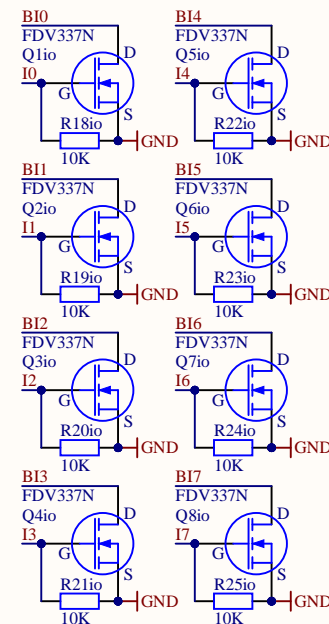 BI0
FDV337N
Q1io
I0
D
G
S
R18io
GND
10K
BI4
FDV337N
Q5io
I4
D
G
S
R22io
GND
10K
BI1
FDV337N
Q2io
I1
D
G
S
R19io
GND
10K
BI5
FDV337N
Q6io
I5
D
G
S
R23io
GND
10K
BI2
FDV337N
Q3io
I2
D
G
S
R20io
GND
10K
BI6
FDV337N
Q7io
I6
D
G
S
R24io
GND
10K
BI3
FDV337N
Q4io
I3
D
G
S
R21io
GND
10K
BI7
FDV337N
Q8io
I7
D
G
S
R25io
GND
10K